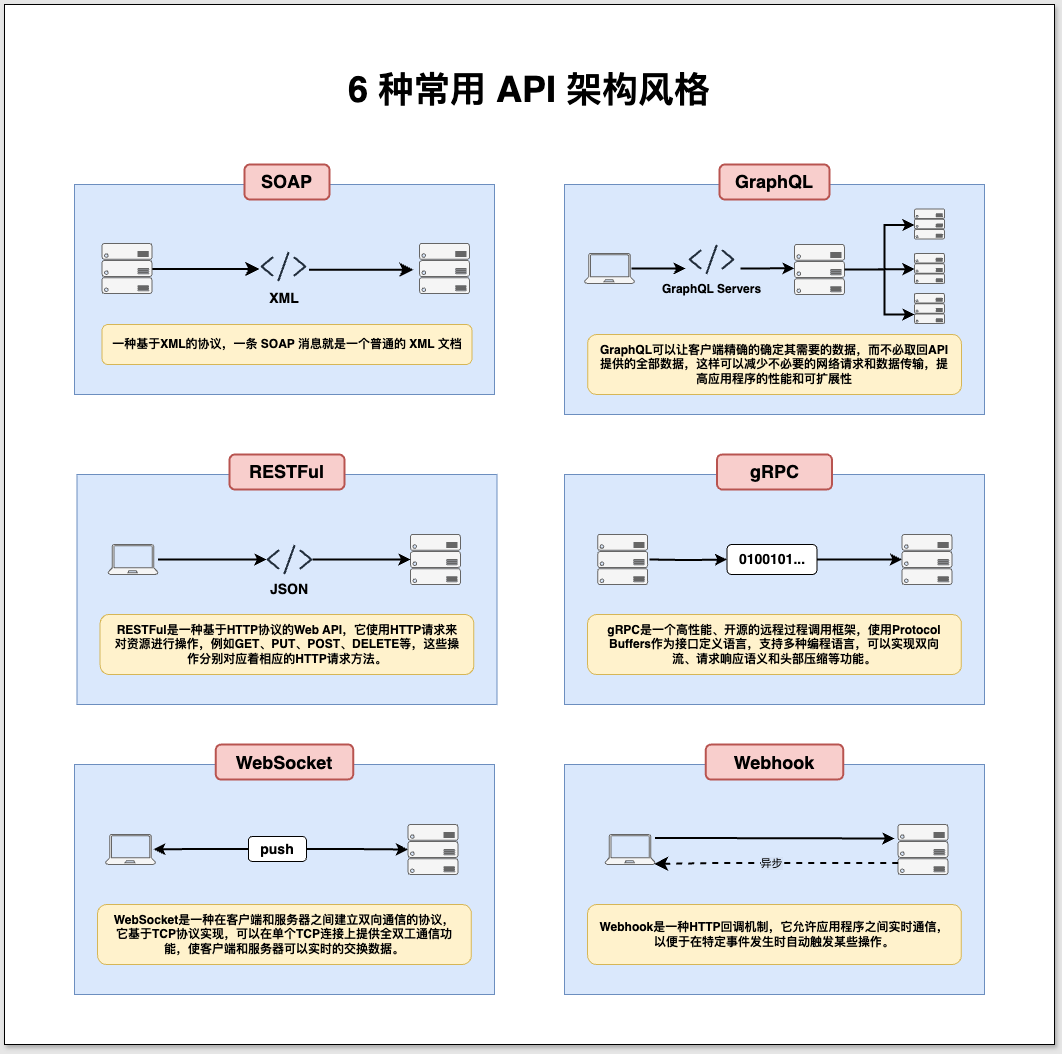 6 种常用 API 架构风格
SOAP
XML
一种基于XML的协议，一条 SOAP 消息就是一个普通的 XML 文档
GraphQL
GraphQL Servers
GraphQL可以让客户端精确的确定其需要的数据，而不必取回API
提供的全部数据，这样可以减少不必要的网络请求和数据传输，提
高应用程序的性能和可扩展性
RESTFul
JSON
RESTFul是一种基于HTTP协议的Web API，它使用HTTP请求来
对资源进行操作，例如GET、PUT、POST、DELETE等，这些操
作分别对应着相应的HTTP请求方法。
gRPC
0100101...
gRPC是一个高性能、开源的远程过程调用框架，使用Protocol
Buffers作为接口定义语言，支持多种编程语言，可以实现双向
流、请求响应语义和头部压缩等功能。
WebSocket
push
WebSocket是一种在客户端和服务器之间建立双向通信的协议，
它基于TCP协议实现，可以在单个TCP连接上提供全双工通信功
能，使客户端和服务器可以实时的交换数据。
Webhook
异步
Webhook是一种HTTP回调机制，它允许应用程序之间实时通信，
以便于在特定事件发生时自动触发某些操作。